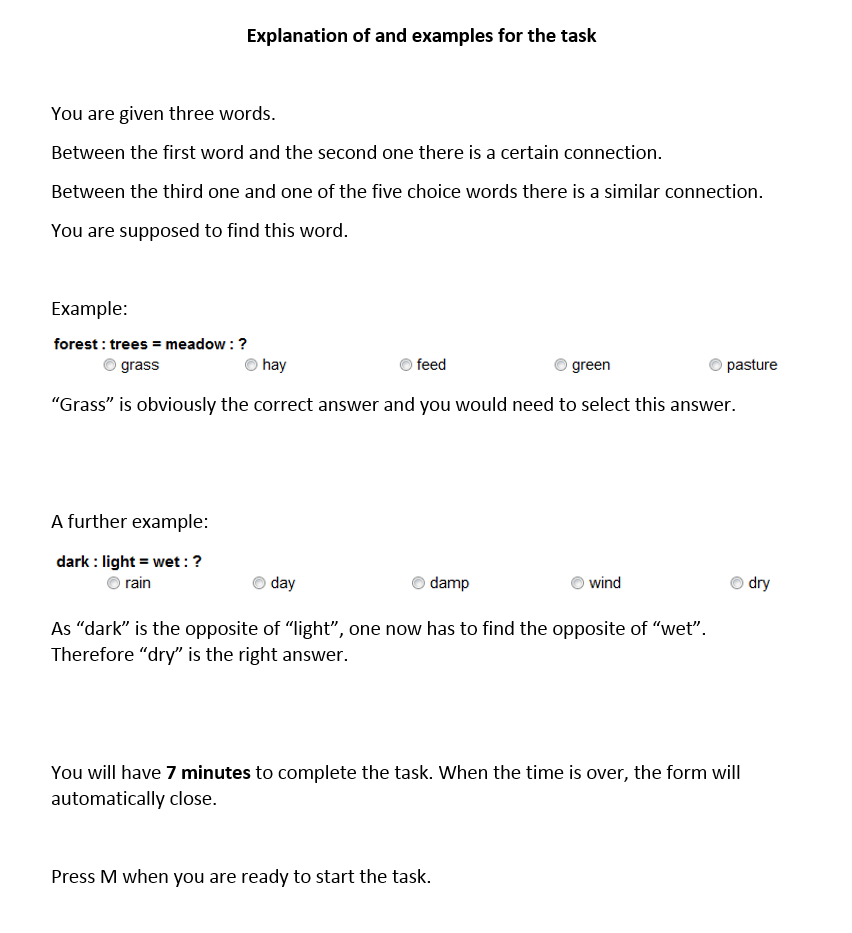 Explanation of and examples for the task
You are given three words.
Between the first word and the second one there is a certain connection.
Between the third one and one of the five choice words there is a similar connection.
You are supposed to find this word.
Example:
forest : trees = meadow : ?
grass hay feed green pasture
“Grass” is obviously the correct answer and you would need to select this answer.
A further example:
dark : light = wet : ?
rain day damp wind dry
As “dark” is the opposite of “light”, one now has to find the opposite of “wet”.
Therefore “dry” is the right answer.
You will have 7 minutes to complete the task. When the time is over, the form will
automatically close.
Press M when you are ready to start the task.